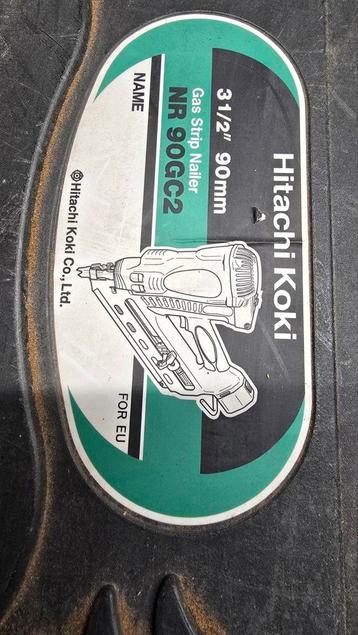 Hitachi Koki
3 1/2" 90mm
Gas Strip Nailer
NR 90GC2
NAME
FOR EU
Hitachi Koki Co., Ltd.